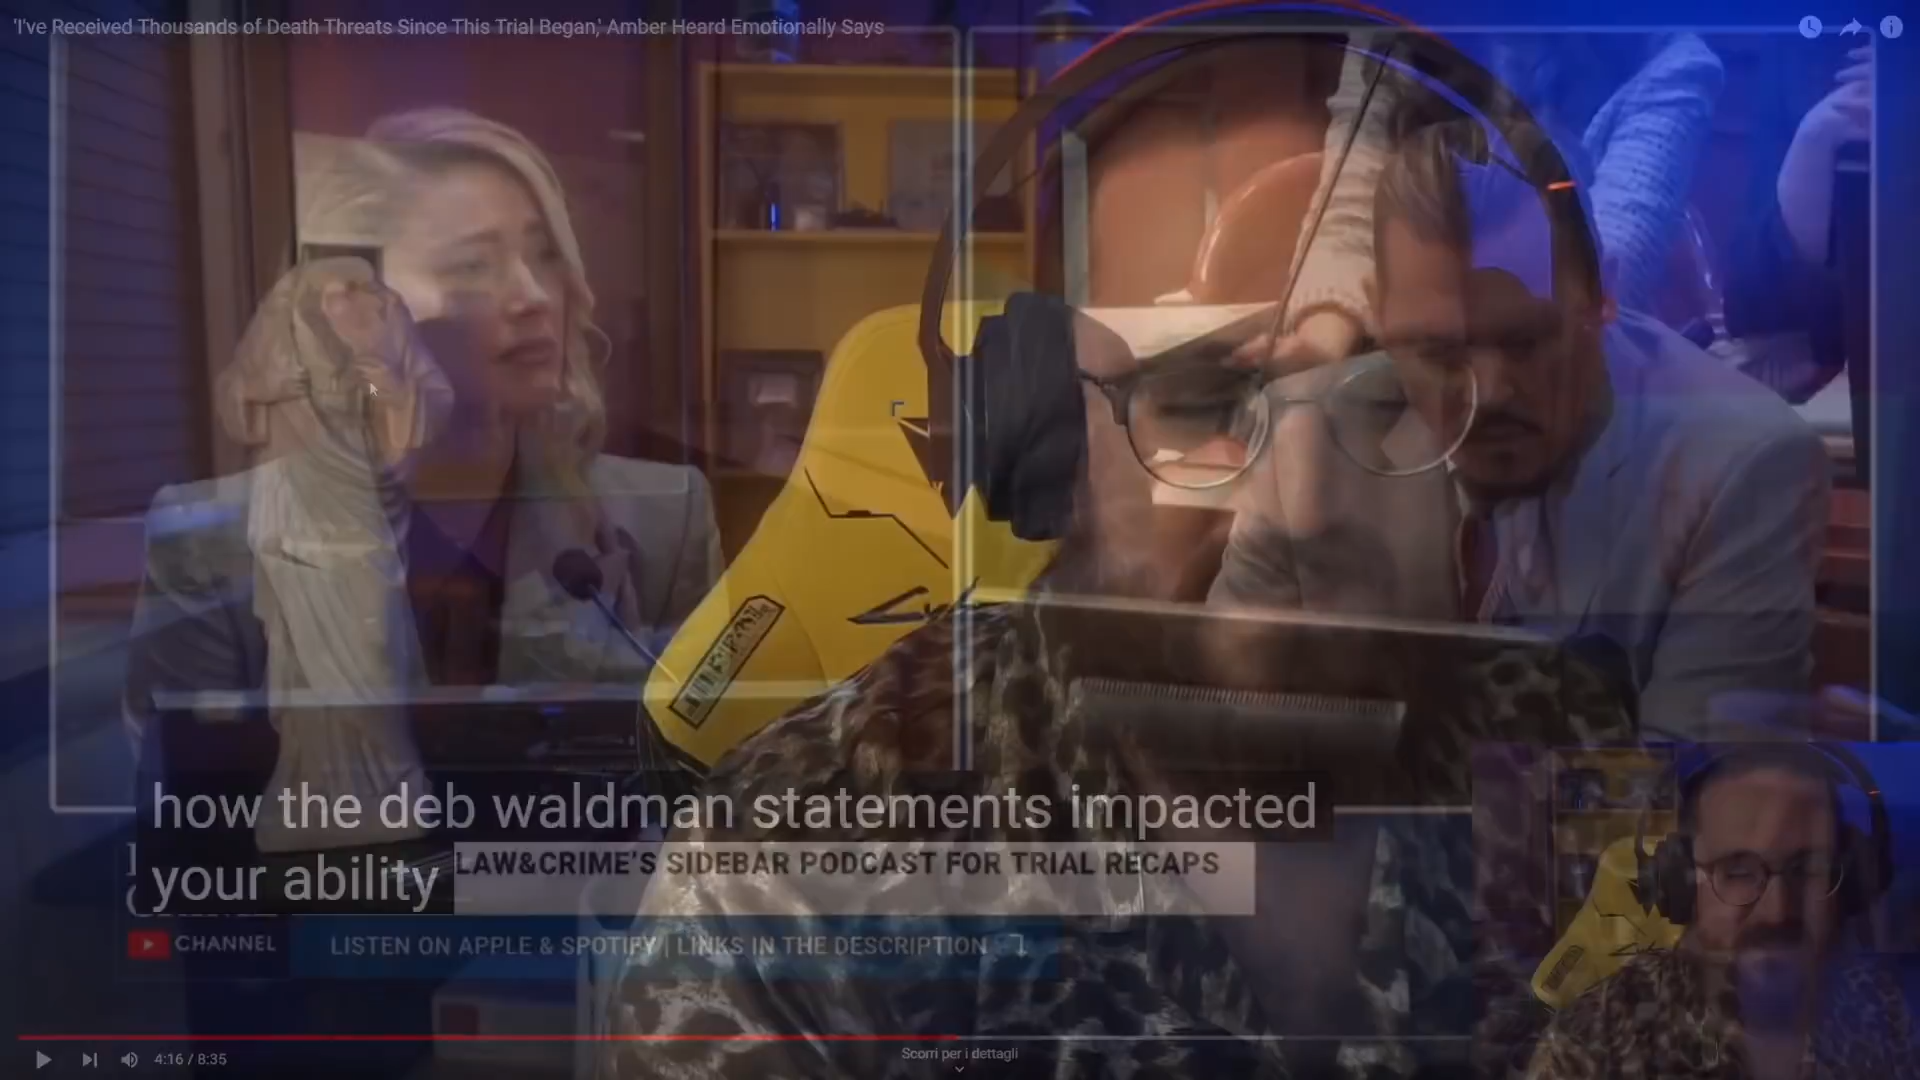 'I've Received Thousands of Death Threats Since This Trial Began,' Amber Heard Emotionally Says
how the deb waldman statements impacted
your ability
LAW&CRIME'S SIDEBAR PODCAST FOR TRIAL RECAPS
CHANNEL
LISTEN ON APPLE & SPOTIFY | LINKS IN THE DESCRIPTION
4:16 / 8:35
Scorri per i dettagli